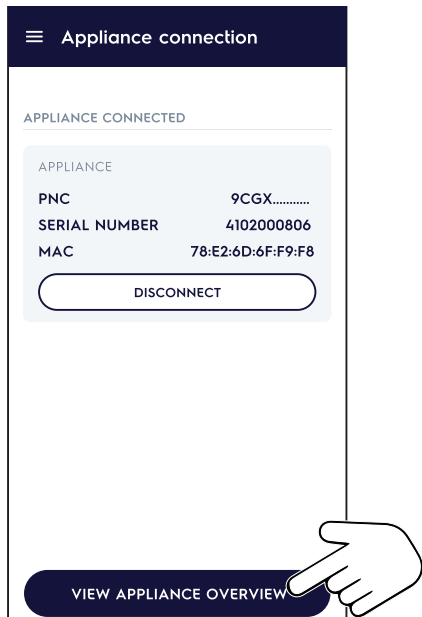 Appliance connection
APPLIANCE CONNECTED
APPLIANCE
PNC 9CGX...........
SERIAL NUMBER 4102000806
MAC 78:E2:6D:6F:F9:F8
DISCONNECT
VIEW APPLIANCE OVERVIEW